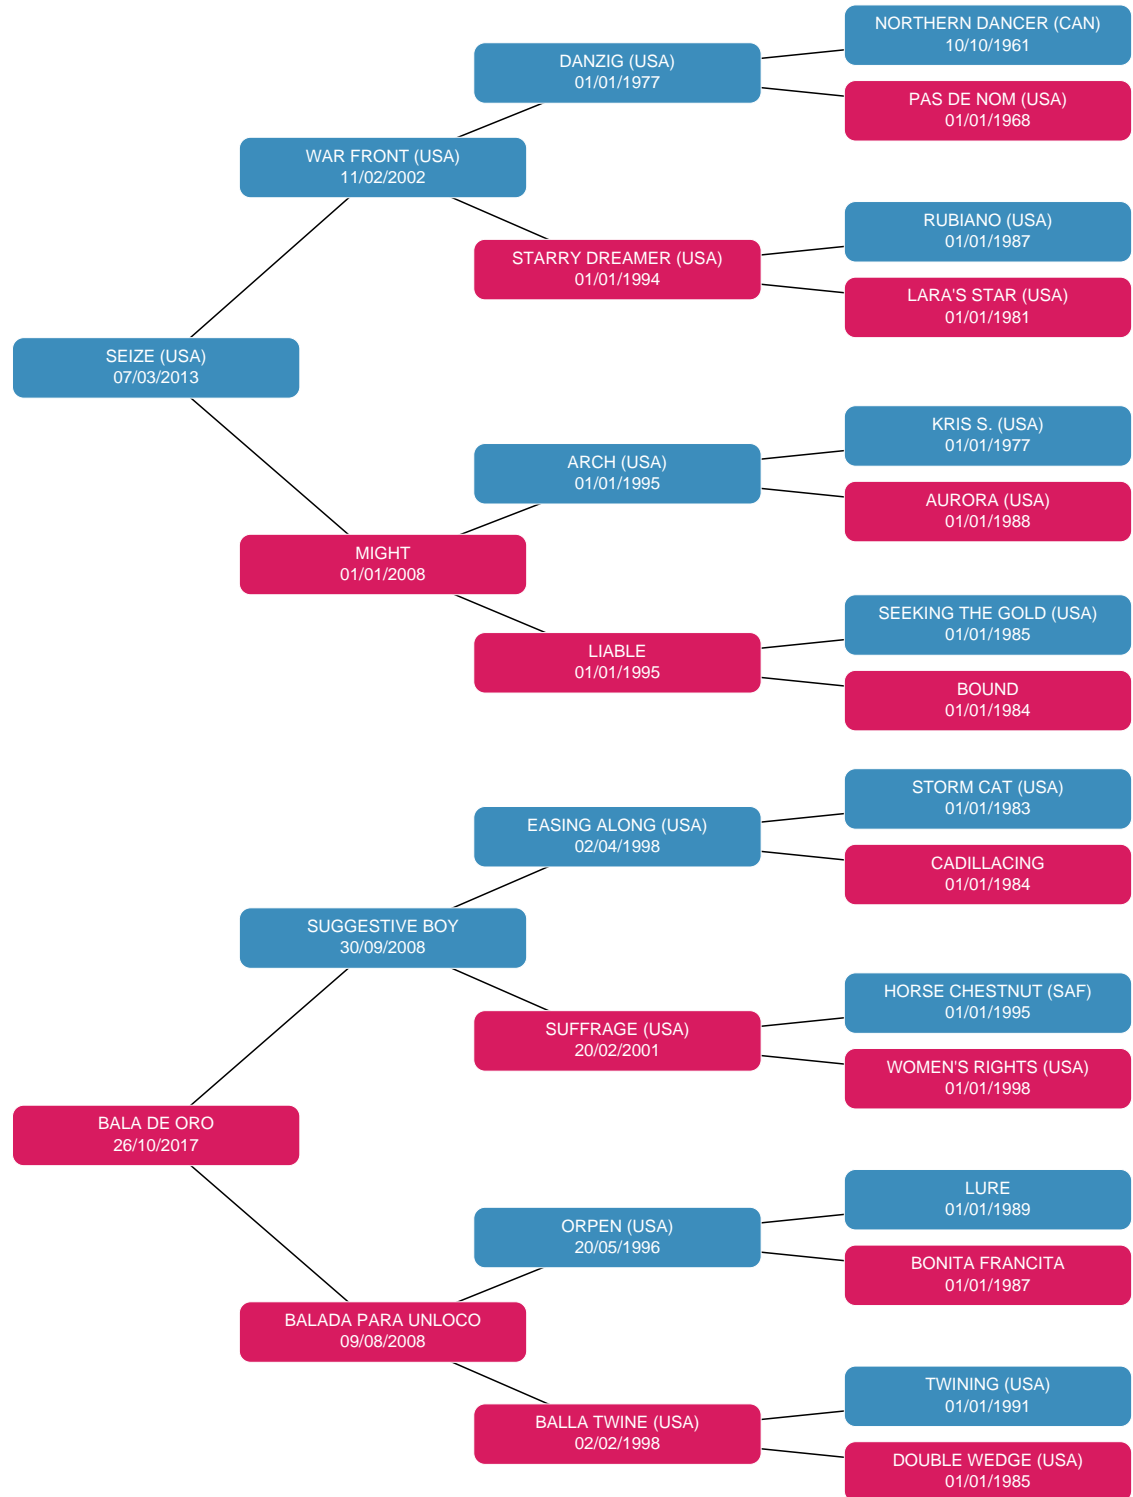 NORTHERN DANCER (CAN)
10/10/1961
DANZIG (USA)
01/01/1977
PAS DE NOM (USA)
01/01/1968
WAR FRONT (USA)
11/02/2002
RUBIANO (USA)
01/01/1987
STARRY DREAMER (USA)
01/01/1994
LARA'S STAR (USA)
01/01/1981
SEIZE (USA)
07/03/2013
KRIS S. (USA)
01/01/1977
ARCH (USA)
01/01/1995
AURORA (USA)
01/01/1988
MIGHT
01/01/2008
SEEKING THE GOLD (USA)
01/01/1985
LIABLE
01/01/1995
BOUND
01/01/1984
STORM CAT (USA)
01/01/1983
EASING ALONG (USA)
02/04/1998
CADILLACING
01/01/1984
SUGGESTIVE BOY
30/09/2008
HORSE CHESTNUT (SAF)
01/01/1995
SUFFRAGE (USA)
20/02/2001
WOMEN'S RIGHTS (USA)
01/01/1998
BALA DE ORO
26/10/2017
LURE
01/01/1989
ORPEN (USA)
20/05/1996
BONITA FRANCITA
01/01/1987
BALADA PARA UNLOCO
09/08/2008
TWINING (USA)
01/01/1991
BALLA TWINE (USA)
02/02/1998
DOUBLE WEDGE (USA)
01/01/1985